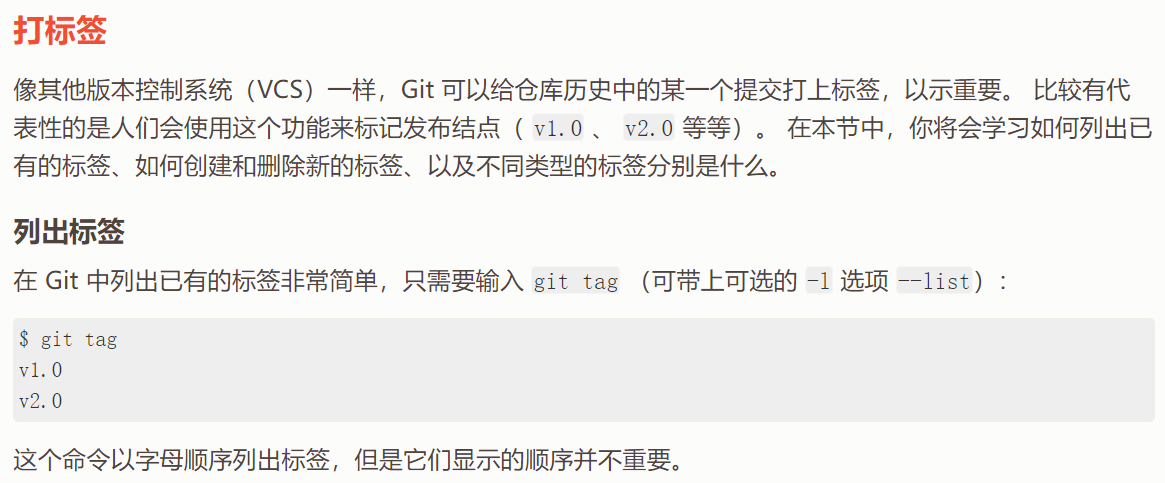 打标签
像其他版本控制系统（VCS）一样，Git 可以给仓库历史中的某一个提交打上标签，以示重要。 比较有代
表性的是人们会使用这个功能来标记发布结点（ v1.0 、 v2.0 等等）。 在本节中，你将会学习如何列出已
有的标签、如何创建和删除新的标签、以及不同类型的标签分别是什么。
列出标签
在 Git 中列出已有的标签非常简单，只需要输入 git tag （可带上可选的 -l 选项 --list）：
$ git tag
v1.0
v2.0
这个命令以字母顺序列出标签，但是它们显示的顺序并不重要。